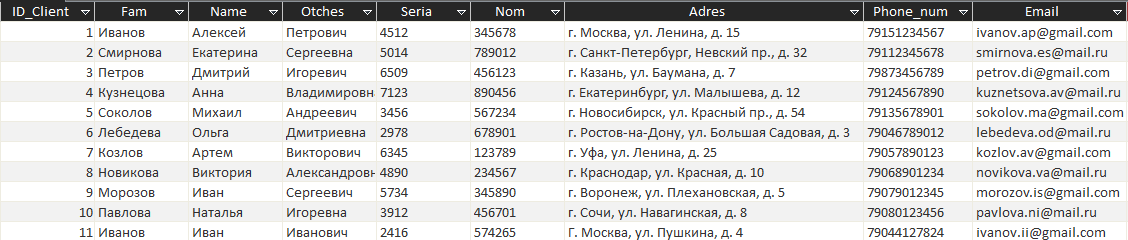 ID_Client Fam Name Otches Seria Nom Adres Phone_num Email
1 Иванов Алексей Петрович 4512 345678 г. Москва, ул. Ленина, д. 15 79151234567 ivanov.ap@gmail.com
2 Смирнова Екатерина Сергеевна 5014 789012 г. Санкт-Петербург, Невский пр., д. 32 79112345678 smirnova.es@mail.ru
3 Петров Дмитрий Игоревич 6509 456123 г. Казань, ул. Баумана, д. 7 79873456789 petrov.di@gmail.com
4 Кузнецова Анна Владимировн 7123 890456 г. Екатеринбург, ул. Малышева, д. 12 79124567890 kuznetsova.av@mail.ru
5 Соколов Михаил Андреевич 3456 567234 г. Новосибирск, ул. Красный пр., д. 54 79135678901 sokolov.ma@gmail.com
6 Лебедева Ольга Дмитриевна 2978 678901 г. Ростов-на-Дону, ул. Большая Садовая, д. 3 79046789012 lebedeva.od@mail.ru
7 Козлов Артем Викторович 6345 123789 г. Уфа, ул. Ленина, д. 25 79057890123 kozlov.av@gmail.com
8 Новикова Виктория Александровн 4890 234567 г. Краснодар, ул. Красная, д. 10 79068901234 novikova.va@mail.ru
9 Морозов Иван Сергеевич 5734 345890 г. Воронеж, ул. Плехановская, д. 5 79079012345 morozov.is@gmail.com
10 Павлова Наталья Игоревна 3912 456701 г. Сочи, ул. Навагинская, д. 8 79080123456 pavlova.ni@mail.ru
11 Иванов Иван Иванович 2416 574265 Г. Москва, ул. Пушкина, д. 4 79044127824 ivanov.ii@gmail.com